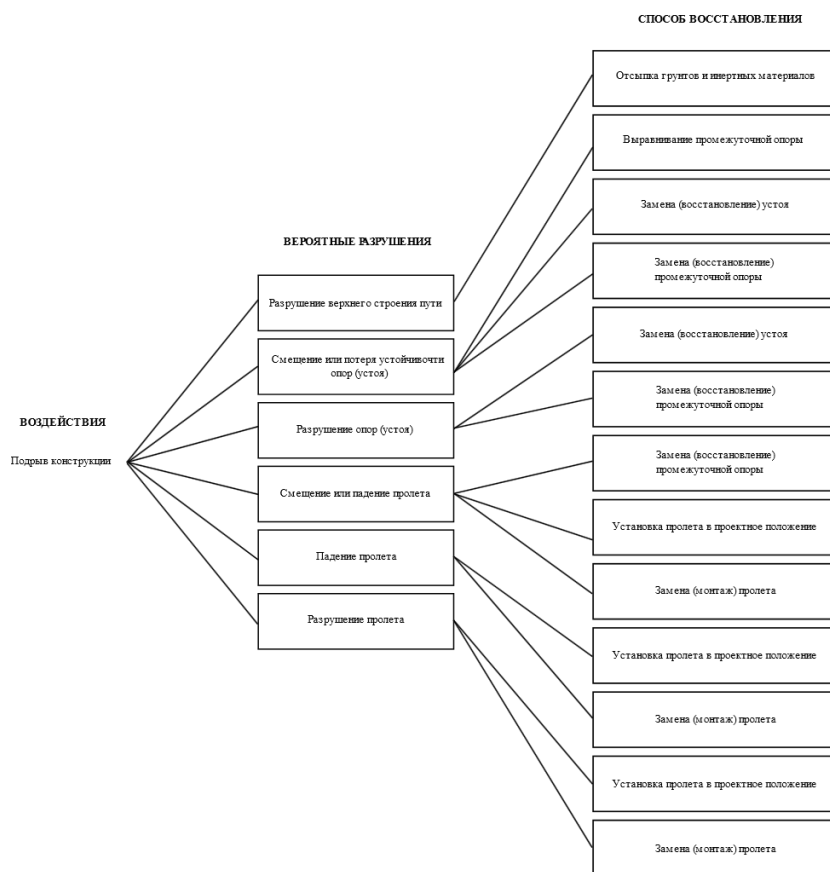 СПОСОБ ВОССТАНОВЛЕНИЯ
Отсыпка грунтов и инертных материалов
Выравнивание промежуточной опоры
Замена (восстановление) устоя
ВЕРОЯТНЫЕ РАЗРУШЕНИЯ
Замена (восстановление)
промежуточной опоры
Разрушение верхнего строения пути
Замена (восстановление) устоя
Смещение или потеря устойчивочти
опор (устоя)
Замена (восстановление)
промежуточной опоры
ВОЗДЕЙСТВИЯ
Разрушение опор (устоя)
Подрыв конструкции
Замена (восстановление)
промежуточной опоры
Смещение или падение пролета
Установка пролета в проектное положение
Падение пролета
Замена (монтаж) пролета
Разрушение пролета
Установка пролета в проектное положение
Замена (монтаж) пролета
Установка пролета в проектное положение
Замена (монтаж) пролета